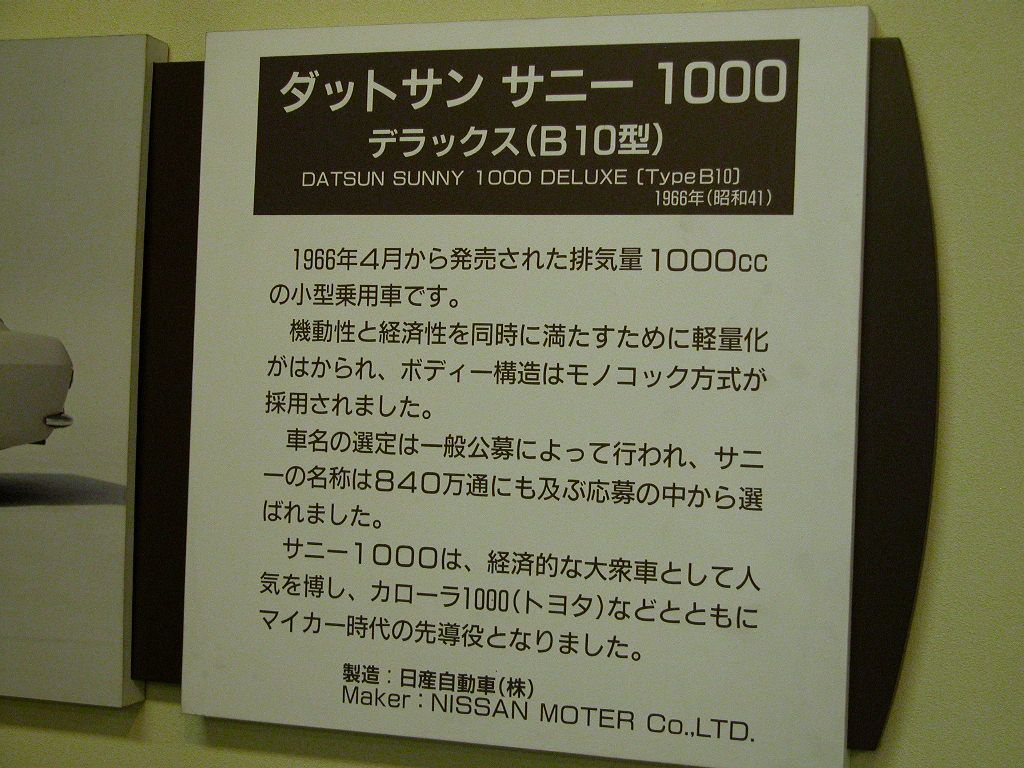 ダットサン サニー 1000
デラックス(B10型)
DATSUN SUNNY 1000 DELUXE [Type B10]
1966年(昭和41)
1966年4月から発売された排気量1000cc
の小型乗用車です。
機動性と経済性を同時に満たすために軽量化
がはかられ、ボディー構造はモノコック方式が
採用されました。
車名の選定は一般公募によって行われ、サニ
ーの名称は840万通にも及ぶ応募の中から選
ばれました。
サニー1000は、経済的な大衆車として人
気を博し、カローラ1000(トヨタ)などとともに
マイカー時代の先導役となりました。
製造:日産自動車(株)
Maker:NISSAN MOTER Co.,LTD.